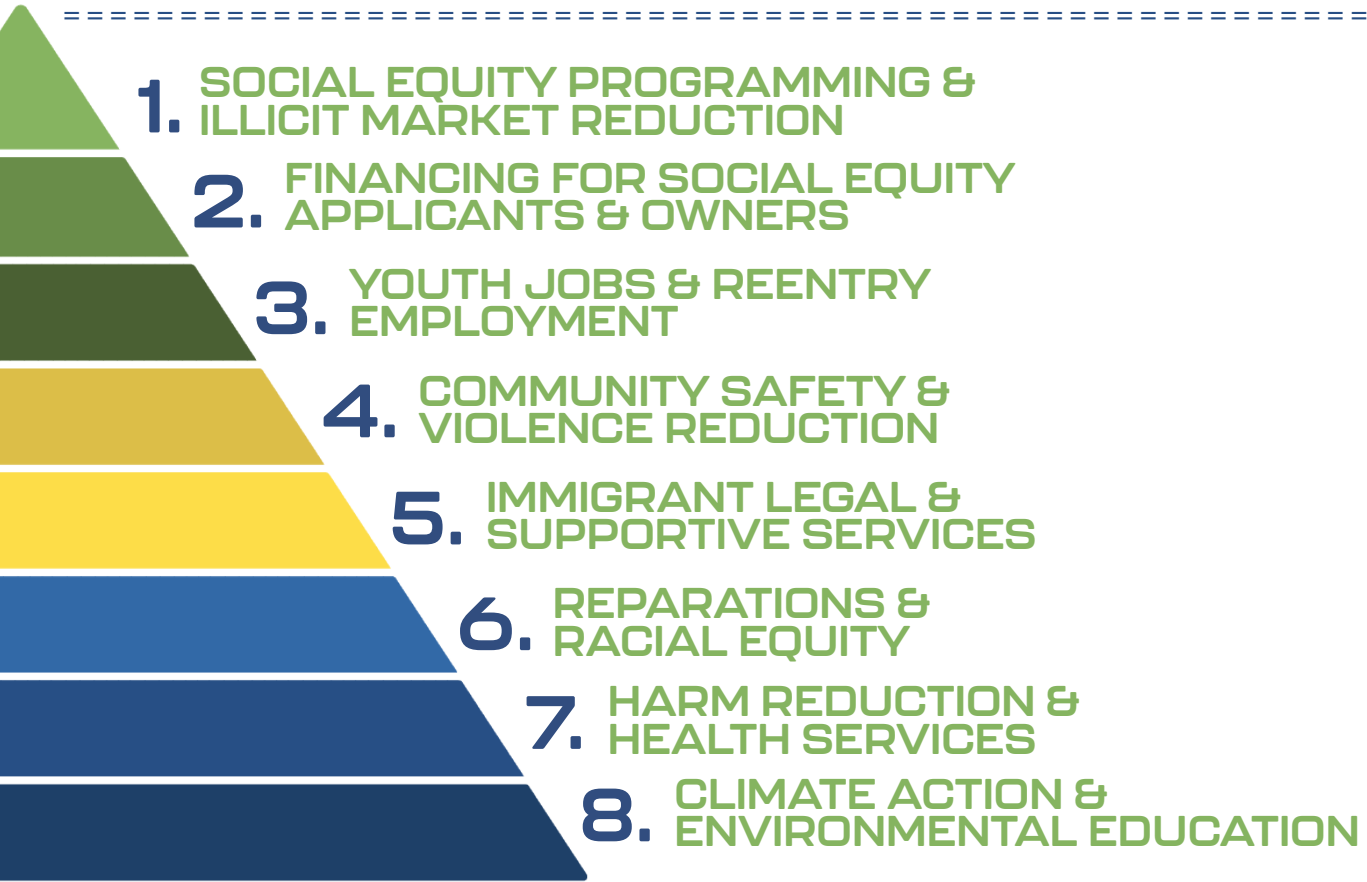 1. SOCIAL EQUITY PROGRAMMING &
ILLICIT MARKET REDUCTION
2. FINANCING FOR SOCIAL EQUITY
APPLICANTS & OWNERS
3. YOUTH JOBS & REENTRY
EMPLOYMENT
4. COMMUNITY SAFETY &
VIOLENCE REDUCTION
5. IMMIGRANT LEGAL &
SUPPORTIVE SERVICES
6. REPARATIONS &
RACIAL EQUITY
7. HARM REDUCTION &
HEALTH SERVICES
8. CLIMATE ACTION &
ENVIRONMENTAL EDUCATION